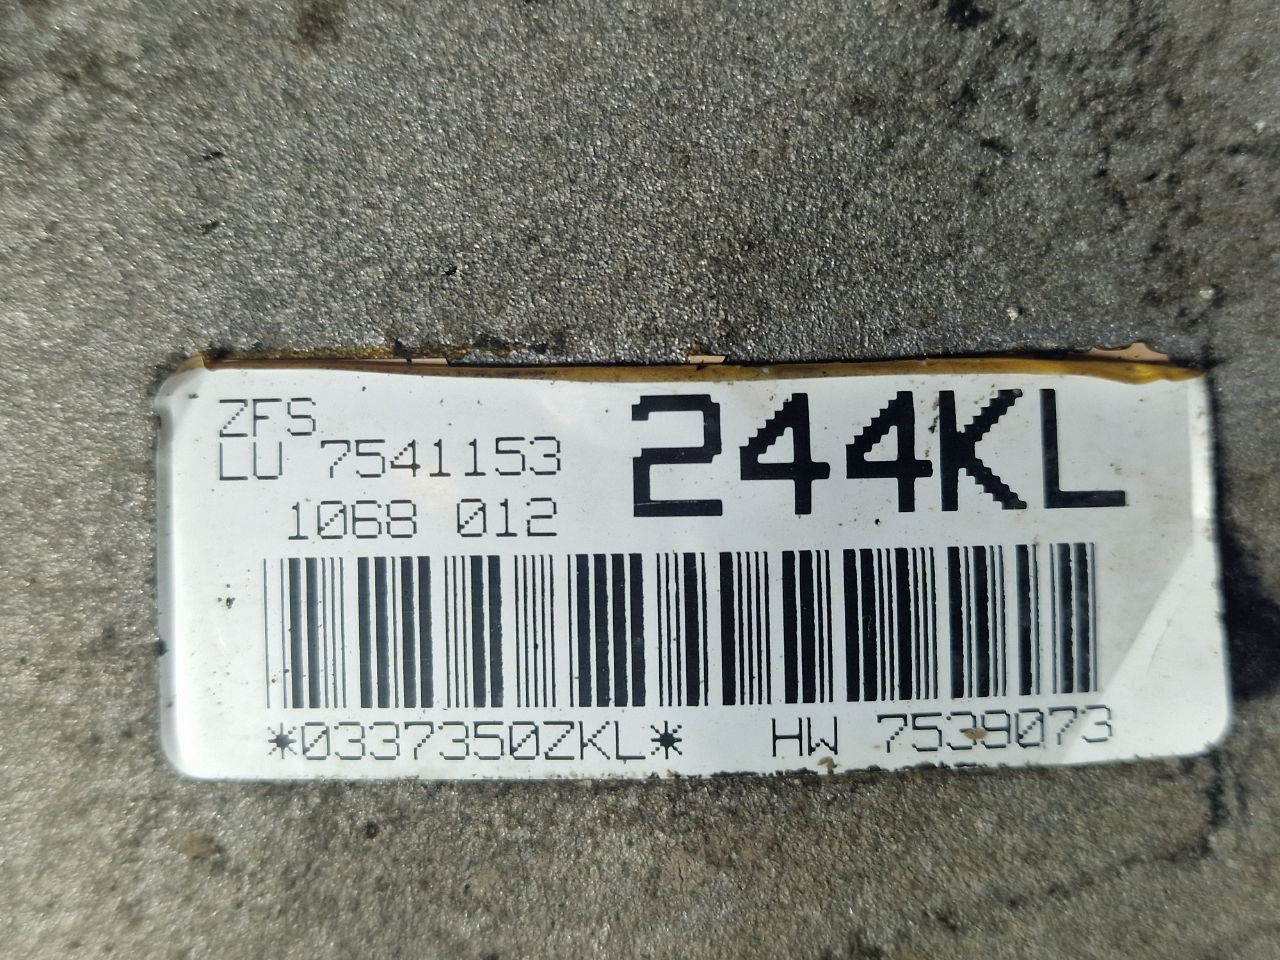 ZFS
LU 7541153
244KL
1068 012
*0337350ZKL* HW 7539073